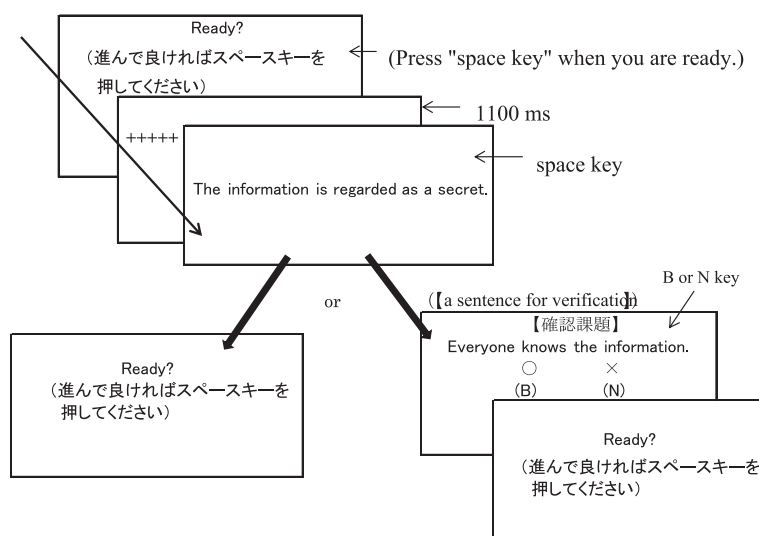 Ready?
(進んで良ければスペースキーを
押してください)
(Press "space key" when you are ready.)
1100 ms
+++++
space key
The information is regarded as a secret.
or
B or N key
(【a sentence for verification】)
【確認課題】
Everyone knows the information.
○ ×
(B) (N)
Ready?
(進んで良ければスペースキーを
押してください)
Ready?
(進んで良ければスペースキーを
押してください)